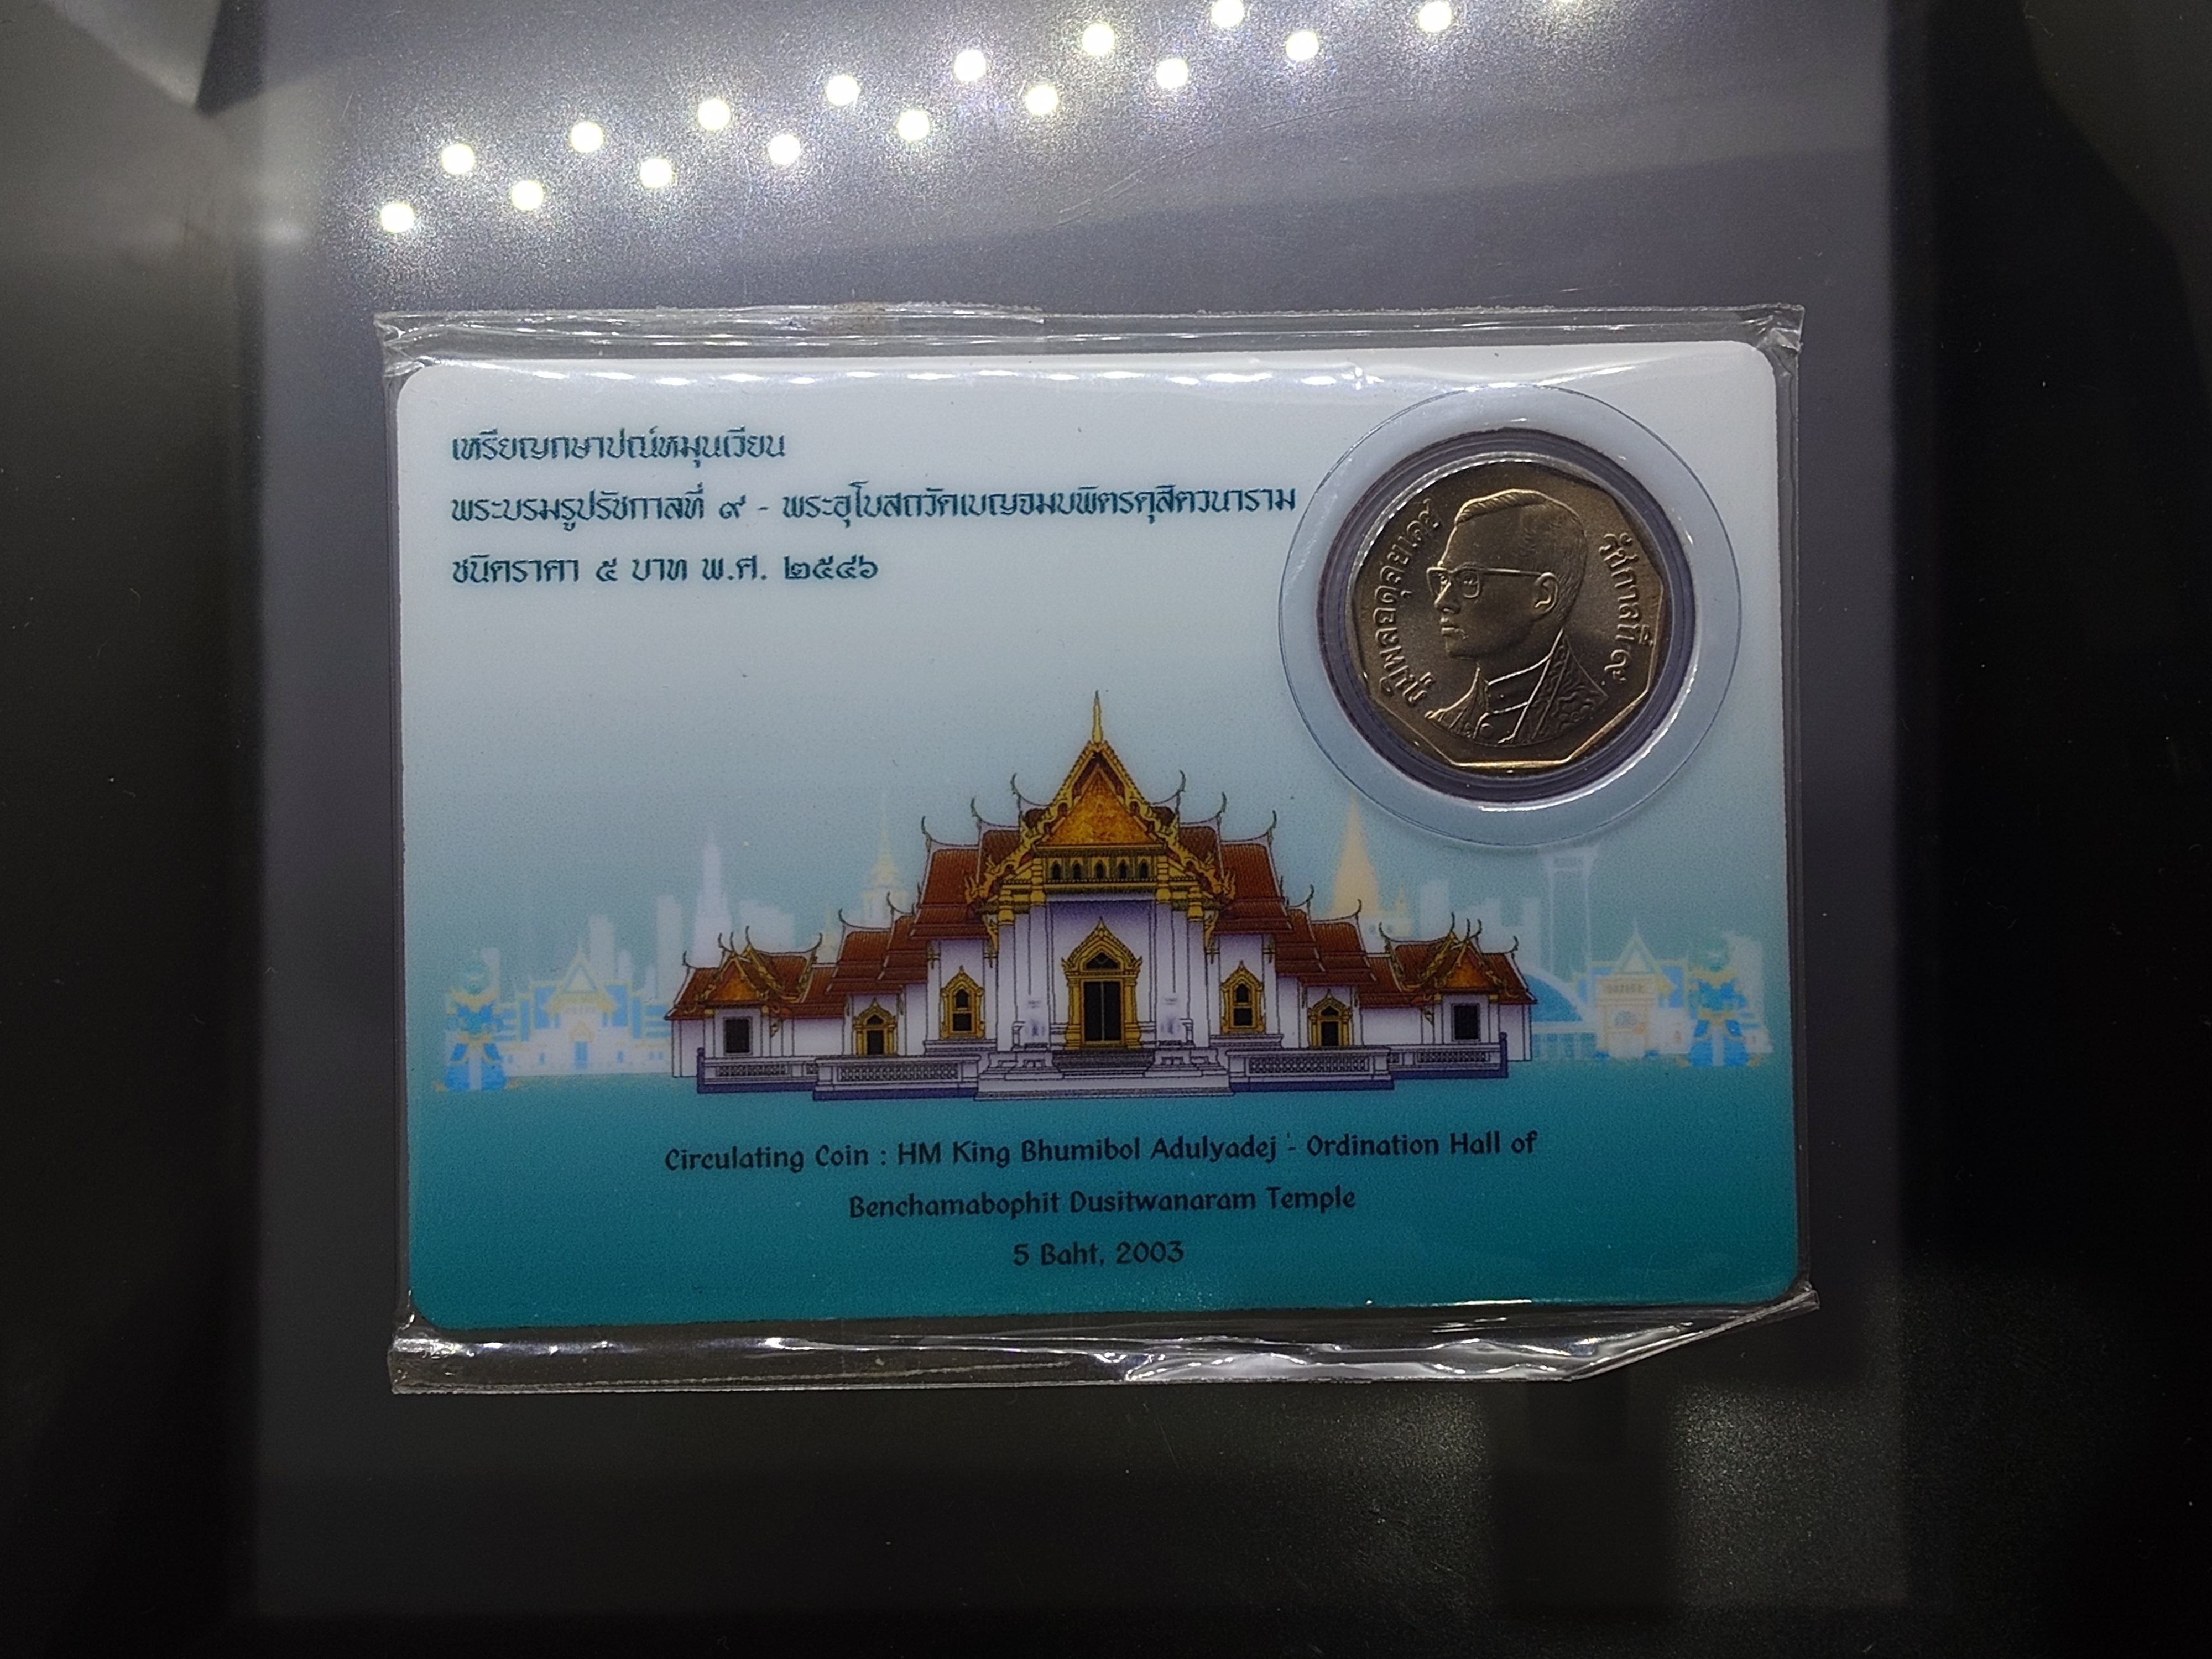 เหรียญกษาปณ์หมุนเวียน
พระบรมรูปรัชกาลที่ ๙ - พระอุโบสถวัดเบญจมบพิตรดุสิตวนาราม
ชนิดราคา ๕ บาท พ.ศ. ๒๕๔๖
ภูมิพลอดุลยเดช
รัชกาลที่ ๙
Circulating Coin : HM King Bhumibol Adulyadej - Ordination Hall of
Benchamabophit Dusitwanaram Temple
5 Baht, 2003